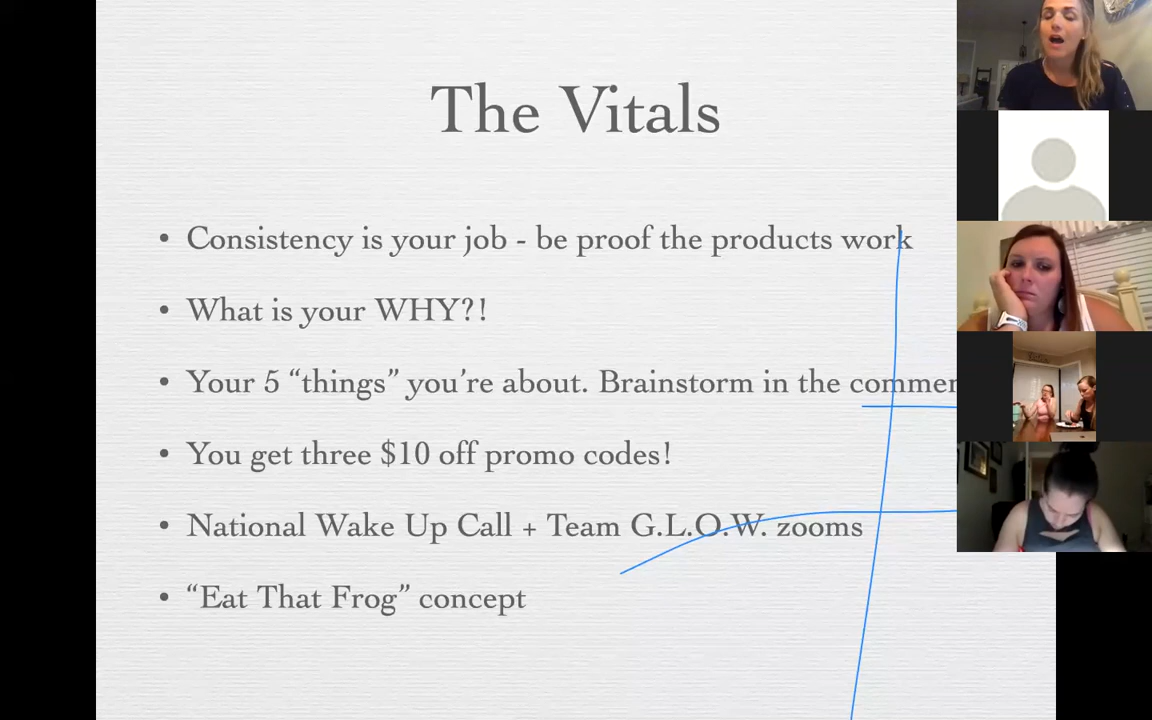 The Vitals
• Consistency is your job - be proof the products work
• What is your WHY?!
• Your 5 “things” you’re about. Brainstorm in the
• You get three $10 off promo codes!
• National Wake Up Call + Team G.L.O.W. zooms
• “Eat That Frog” concept